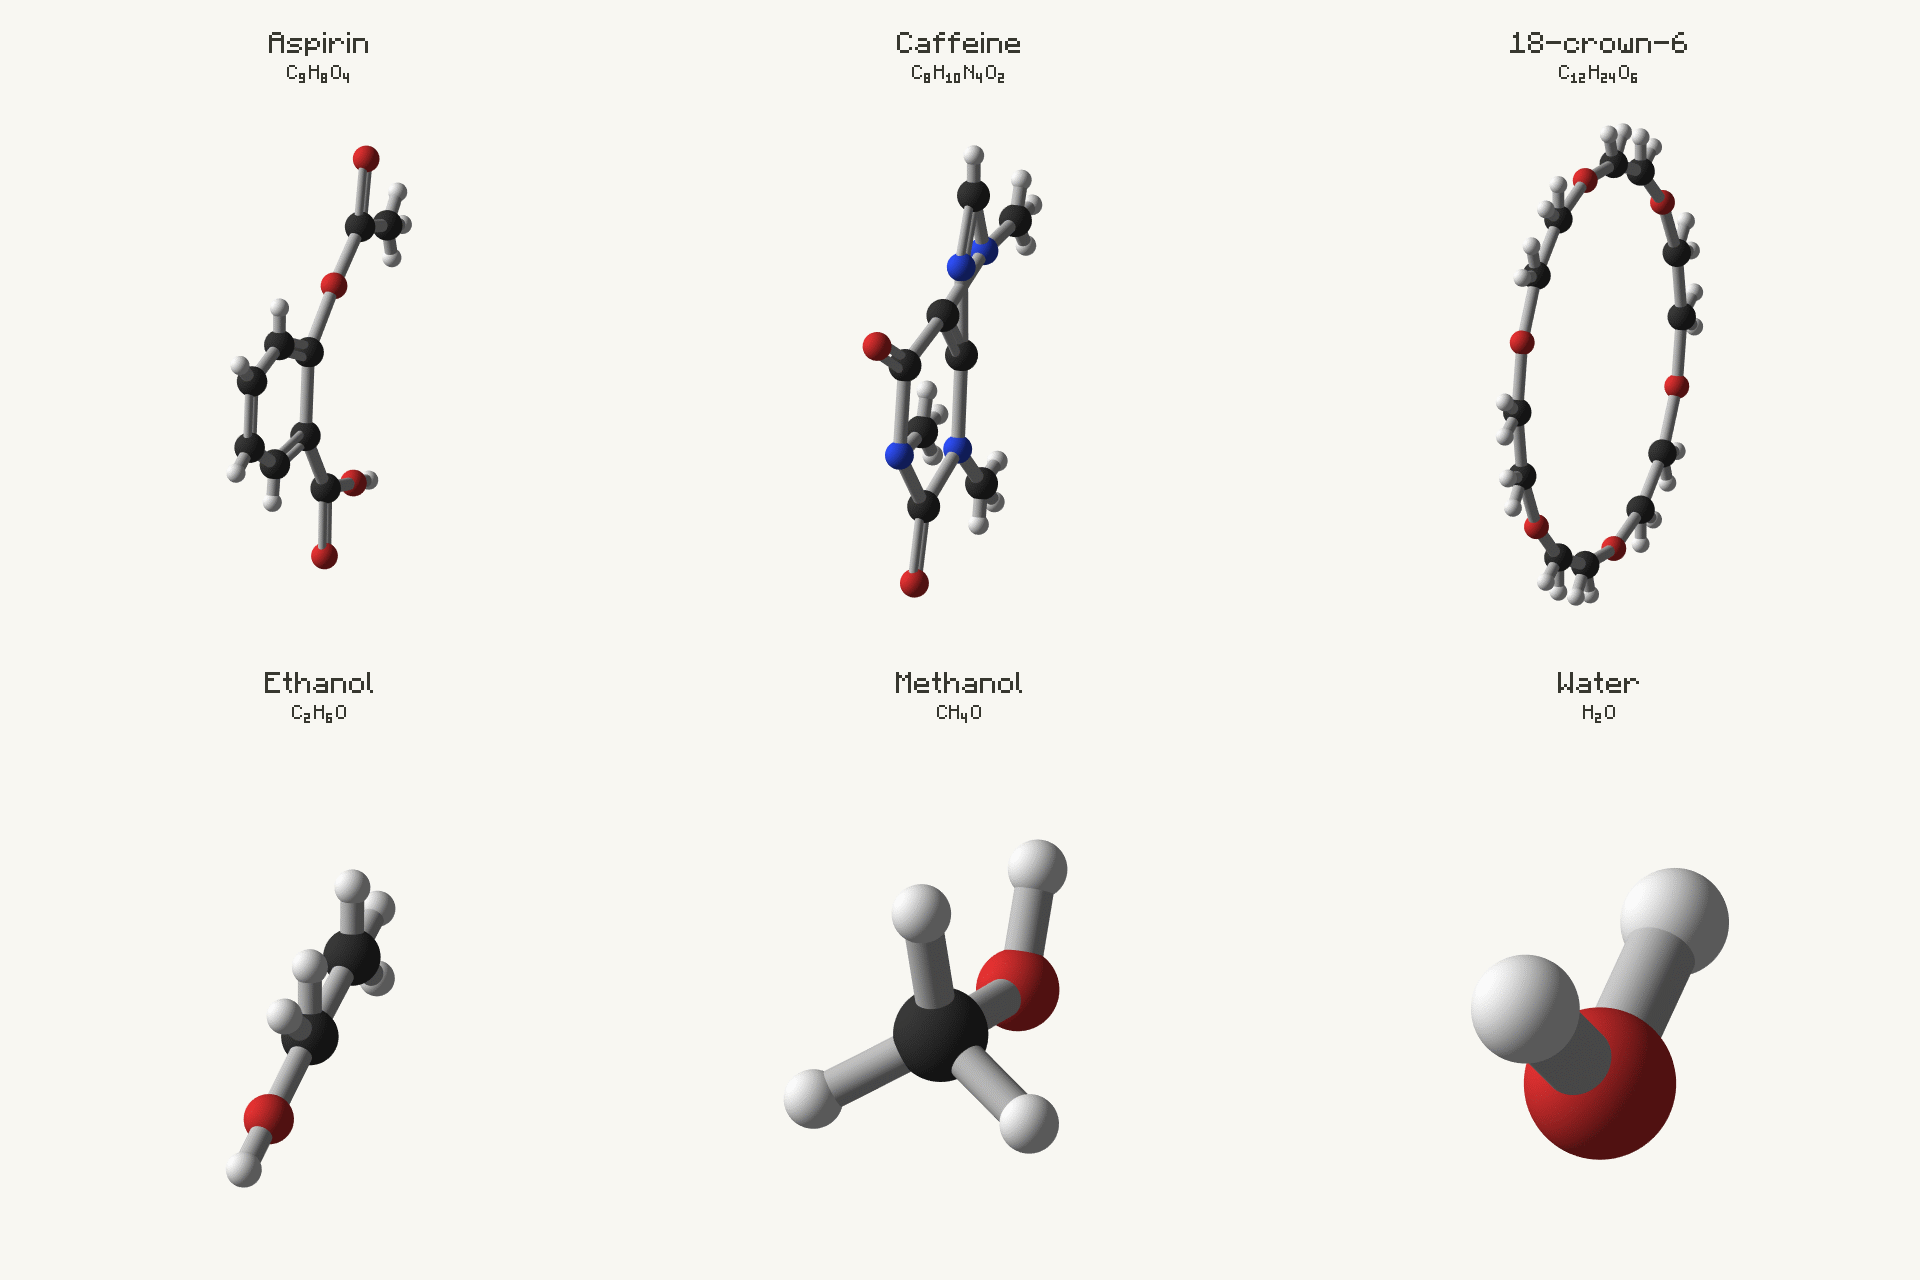 Aspirin
C₉H₈O₄
Caffeine
C₈H₁₀N₄O₂
18-crown-6
C₁₂H₂₄O₆
Ethanol
C₂H₆O
Methanol
CH₄O
Water
H₂O